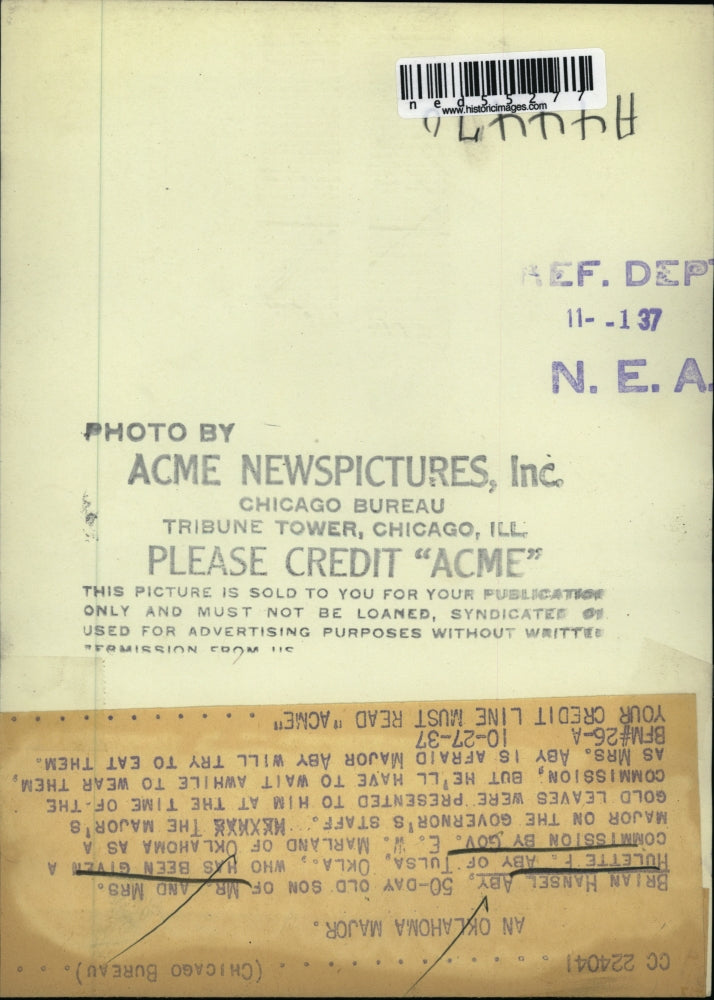 ned55277
www.historicimages.com
REF. DEPT
11- -1 37
N. E. A.
PHOTO BY
ACME NEWSPICTURES, Inc.
CHICAGO BUREAU
TRIBUNE TOWER, CHICAGO, ILL.
PLEASE CREDIT "ACME"
THIS PICTURE IS SOLD TO YOU FOR YOUR PUBLICATION
ONLY AND MUST NOT BE LOANED, SYNDICATED OR
USED FOR ADVERTISING PURPOSES WITHOUT WRITTEN
PERMISSION FROM US
CC 224041 . . . . . . . . . . . . (CHICAGO BUREAU) . . .
AN OKLAHOMA MAJOR.
BRIAN HANSEL ABY, 50-DAY OLD SON OF MR. AND MRS.
HULETTE F. ABY OF TULSA, OKLA., WHO HAS BEEN GIVEN A
COMMISSION BY GOV. E. W. MARLAND OF OKLAHOMA AS A
MAJOR ON THE GOVERNOR'S STAFF. THE MAJOR'S
GOLD LEAVES WERE PRESENTED TO HIM AT THE TIME OF THE
COMMISSION, BUT HE'LL HAVE TO WAIT AWHILE TO WEAR THEM,
AS MRS. ABY IS AFRAID MAJOR ABY WILL TRY TO EAT THEM.
BFM#26-A 10-27-37
YOUR CREDIT LINE MUST READ "ACME" . . . . . . . . . . . .